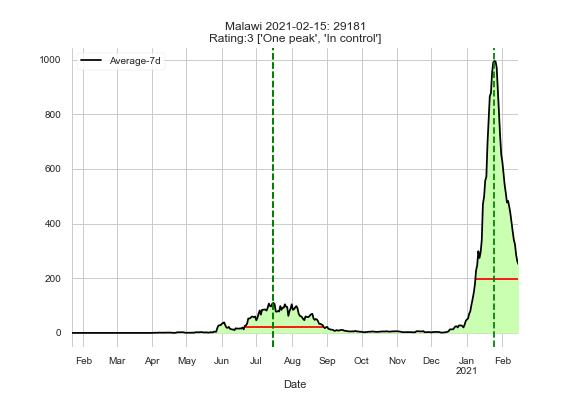 Malawi 2021-02-15: 29181
Rating:3 ['One peak', 'In control']
Average-7d
1000
800
600
400
200
0
Feb Mar Apr May Jun Jul Aug Sep Oct Nov Dec Jan Feb
2021
Date